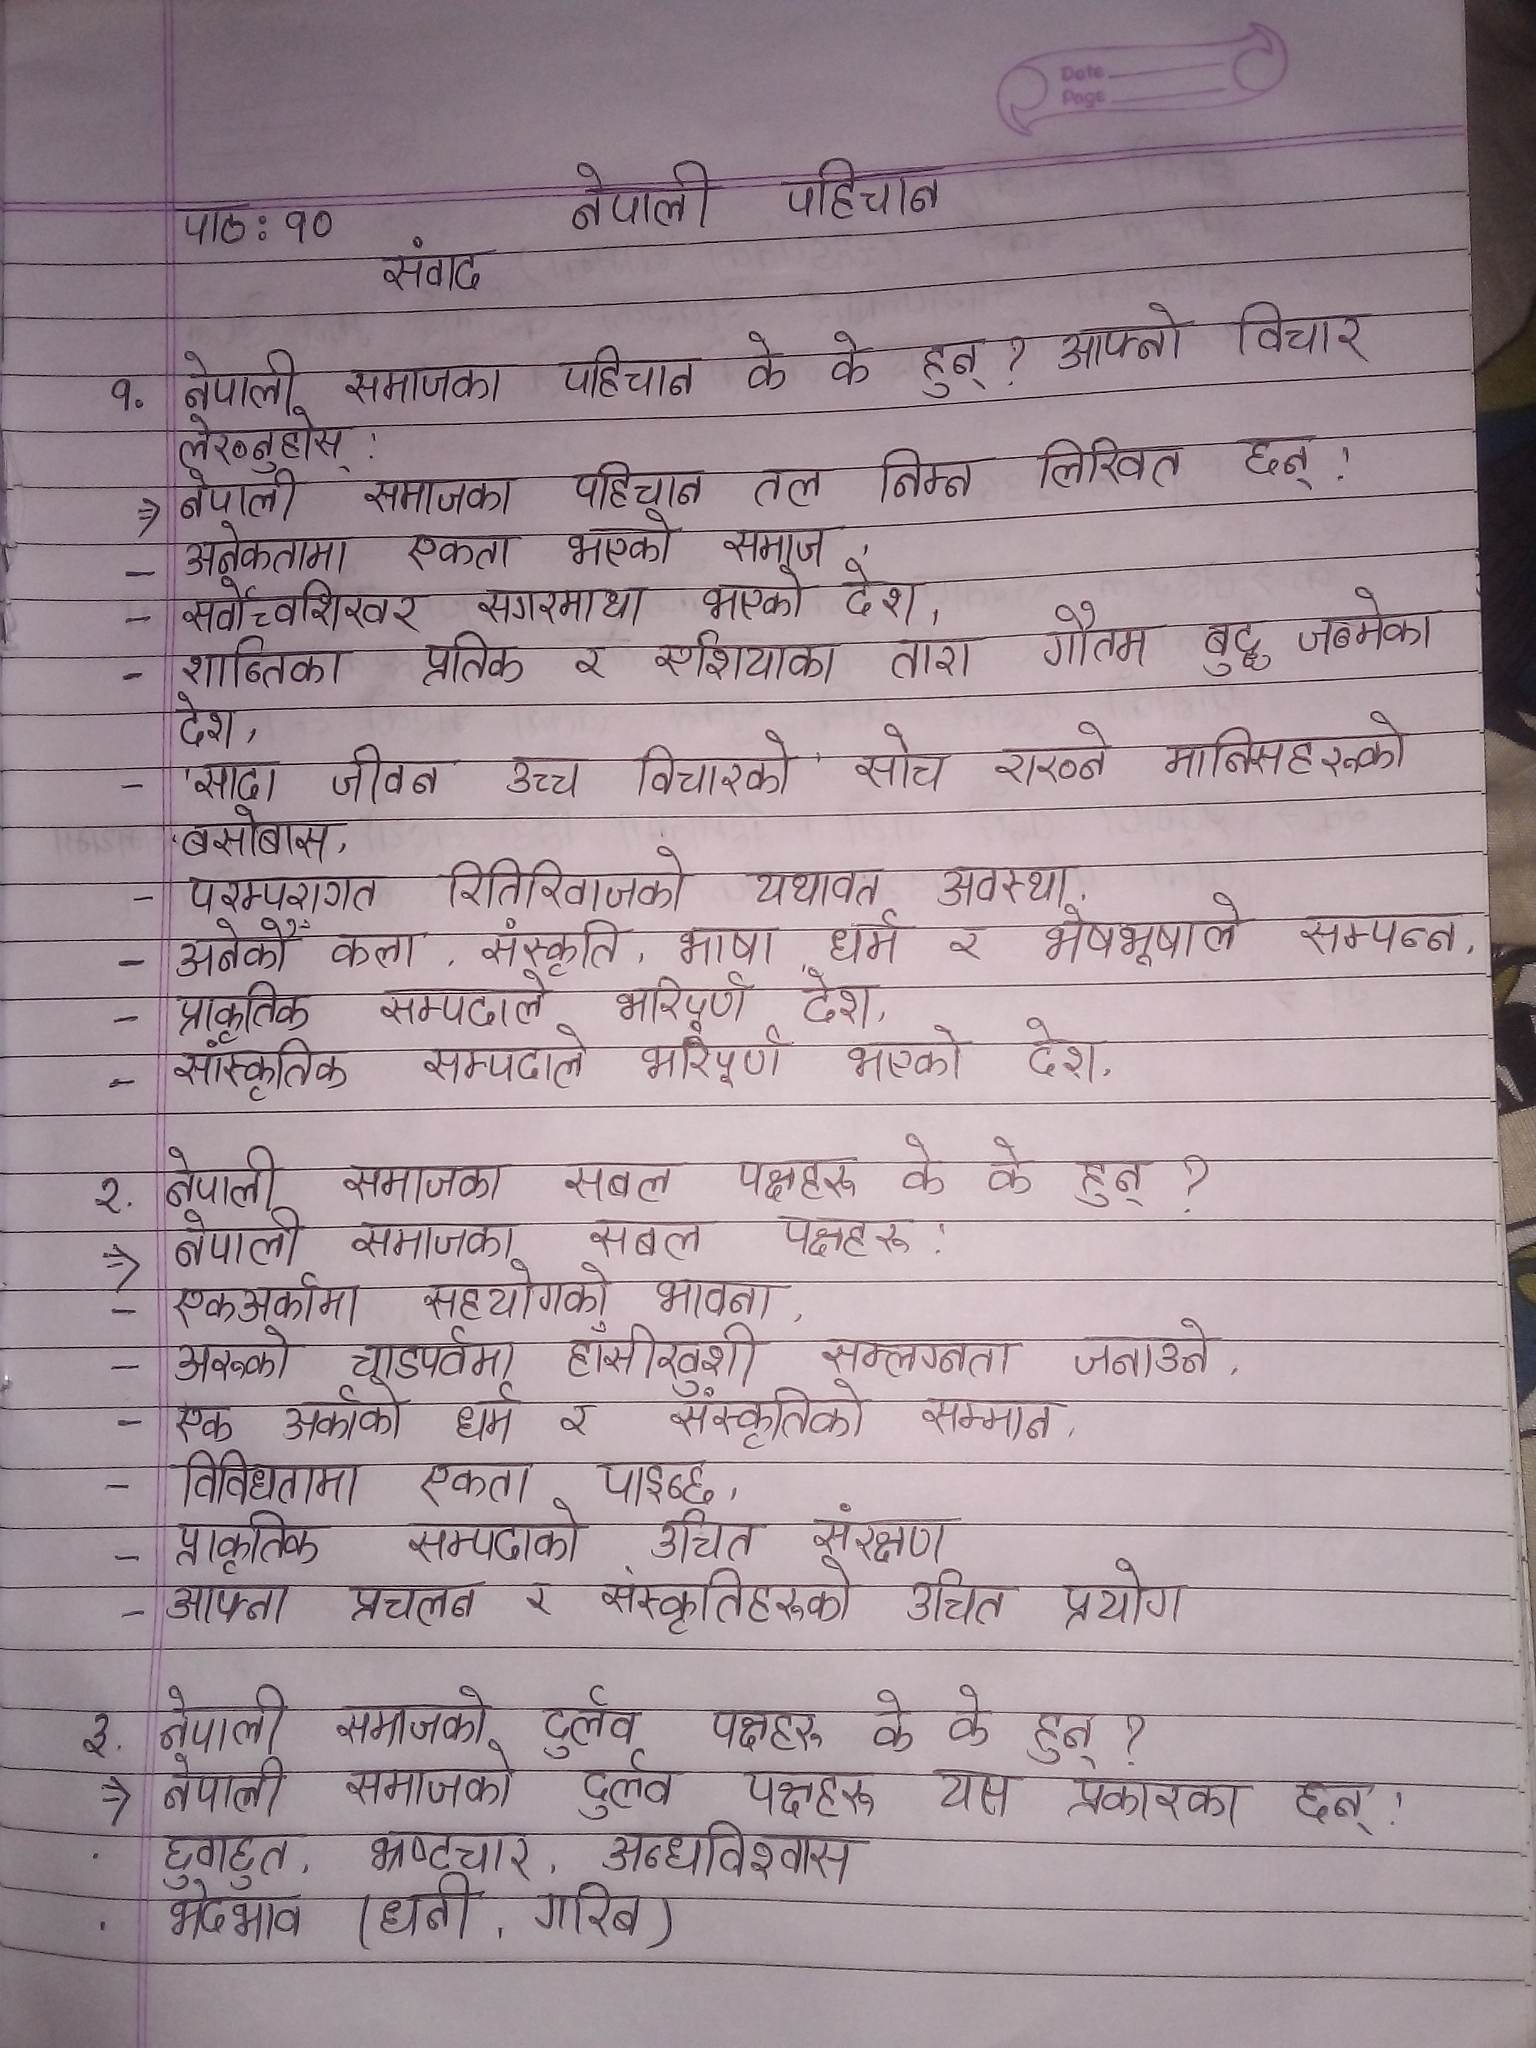 Date
Page
पाठ: १० नेपाली पहिचान
संवाद
१. नेपाली समाजका पहिचान के के हुन्? आफ्नो विचार
लेख्नुहोस् :
⇒ नेपाली समाजका पहिचान तल निम्न लिखित छन् :
- अनेकतामा एकता भएको समाज,
- सर्वोच्चशिखर सगरमाथा भएको देश,
- शान्तिका प्रतिक र एशियाका तारा गौतम बुद्ध जन्मेका
देश,
- 'सादा जीवन उच्च विचारको' सोच राख्ने मानिसहरुको
बसोबास,
- परम्परागत रितिरिवाजको यथावत अवस्था,
- अनेकौँ कला, संस्कृति, भाषा, धर्म र भेषभूषाले सम्पन्न,
- प्राकृतिक सम्पदाले भरिपूर्ण देश,
- सांस्कृतिक सम्पदाले भरिपूर्ण भएको देश,
२. नेपाली समाजका सबल पक्षहरु के के हुन् ?
⇒ नेपाली समाजका सबल पक्षहरु :
- एकअर्कामा सहयोगको भावना,
- अरुको चाडपर्वमा हाँसीखुशी सम्लग्नता जनाउने,
- एक अर्काको धर्म र संस्कृतिको सम्मान,
- विविधतामा एकता पाइन्छ,
- प्राकृतिक सम्पदाको उचित संरक्षण
- आफ्ना प्रचलन र संस्कृतिहरुको उचित प्रयोग
३. नेपाली समाजको दुर्लव पक्षहरु के के हुन् ?
⇒ नेपाली समाजको दुर्लव पक्षहरु यस प्रकारका छन् :
· छुवाछुत, भ्रष्टचार, अन्धविश्वास
· भेदभाव (धनी, गरिब)